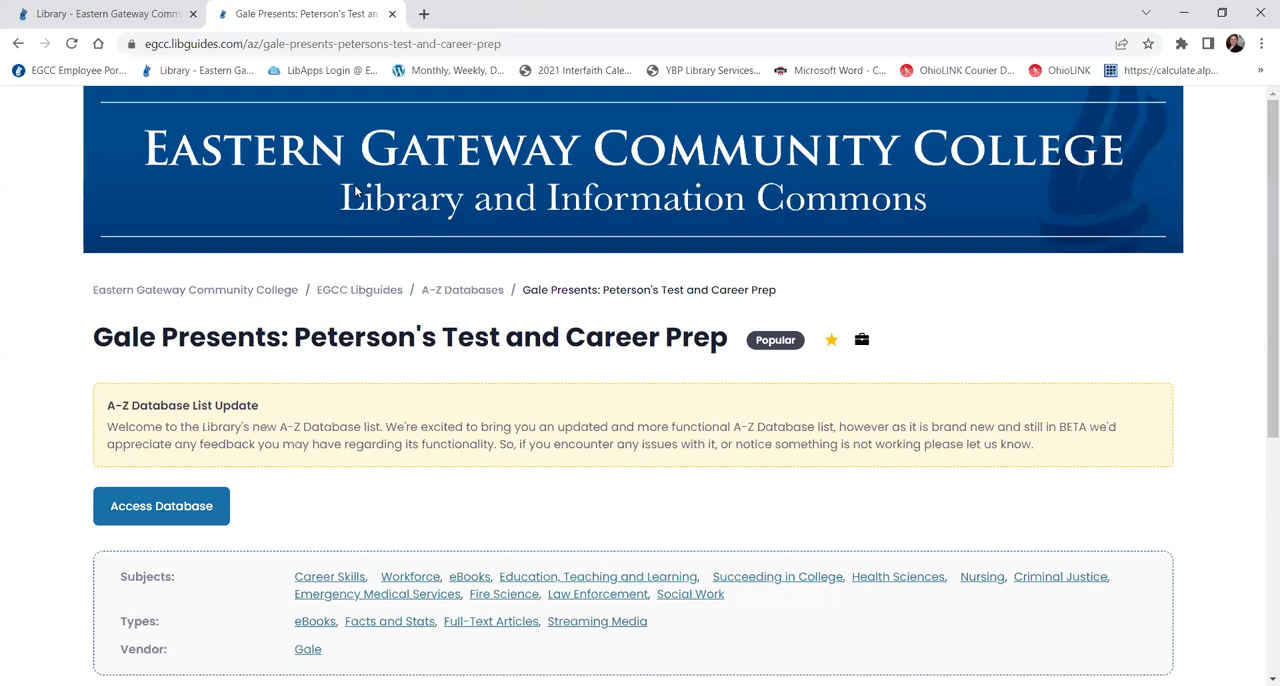 Library - Eastern Gateway Comm
Gale Presents: Peterson's Test an
egcc.libguides.com/az/gale-presents-petersons-test-and-career-prep
EGCC Employee Por...
Library - Eastern Ga...
LibApps Login @ E...
Monthly, Weekly, D...
2021 Interfaith Cale...
YBP Library Services...
Microsoft Word - C...
OhioLINK Courier D...
OhioLINK
https://calculate.alp...
»
EASTERN GATEWAY COMMUNITY COLLEGE
Library and Information Commons
Eastern Gateway Community College / EGCC Libguides / A-Z Databases / Gale Presents: Peterson's Test and Career Prep
Gale Presents: Peterson's Test and Career Prep Popular
A-Z Database List Update
Welcome to the Library's new A-Z Database list. We're excited to bring you an updated and more functional A-Z Database list, however as it is brand new and still in BETA we'd
appreciate any feedback you may have regarding its functionality. So, if you encounter any issues with it, or notice something is not working please let us know.
Access Database
Subjects: Career Skills, Workforce, eBooks, Education, Teaching and Learning, Succeeding in College, Health Sciences, Nursing, Criminal Justice,
Emergency Medical Services, Fire Science, Law Enforcement, Social Work
Types: eBooks, Facts and Stats, Full-Text Articles, Streaming Media
Vendor: Gale